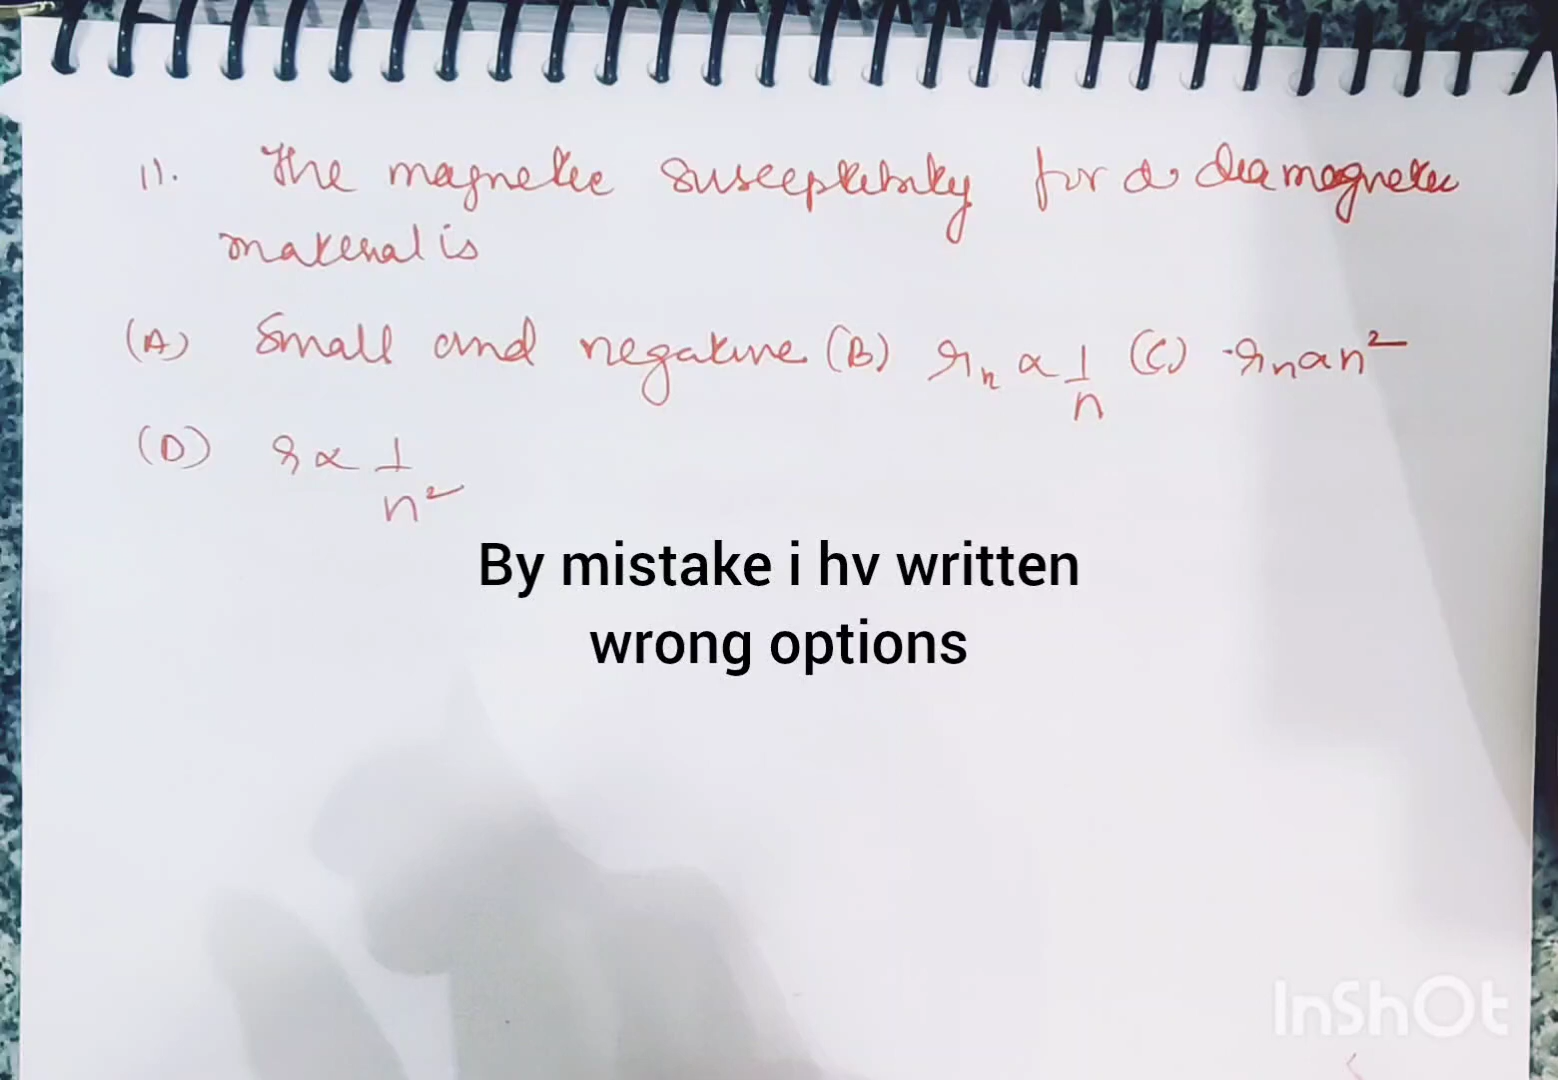 11. The magnetic susceptibility for a diamagnetic
material is
(A) Small and negative (B) rn ∝ 1/n (C) rn ∝ n²
(D) r ∝ 1/n²
By mistake i hv written
wrong options
InShOt